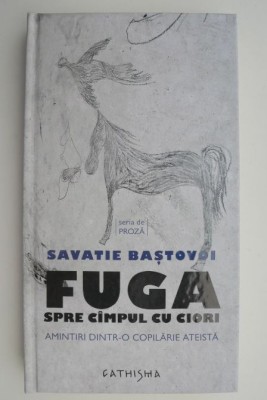 seria de
PROZĂ
SAVATIE BAȘTOVOI
FUGA
SPRE CÎMPUL CU CIORI
AMINTIRI DINTR-O COPILĂRIE ATEISTĂ
CATHISMA